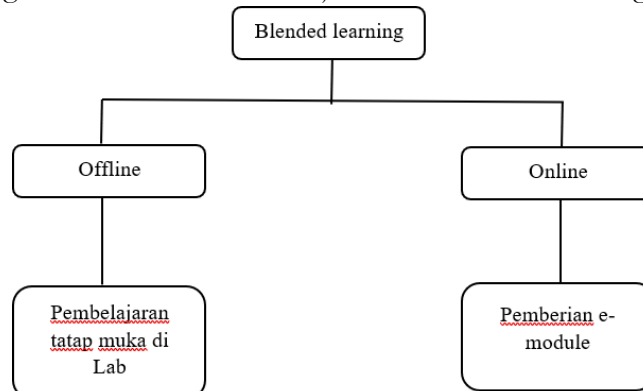 Blended learning
Offline
Online
Pembelajaran
tatap muka di
Lab
Pemberian e-
module